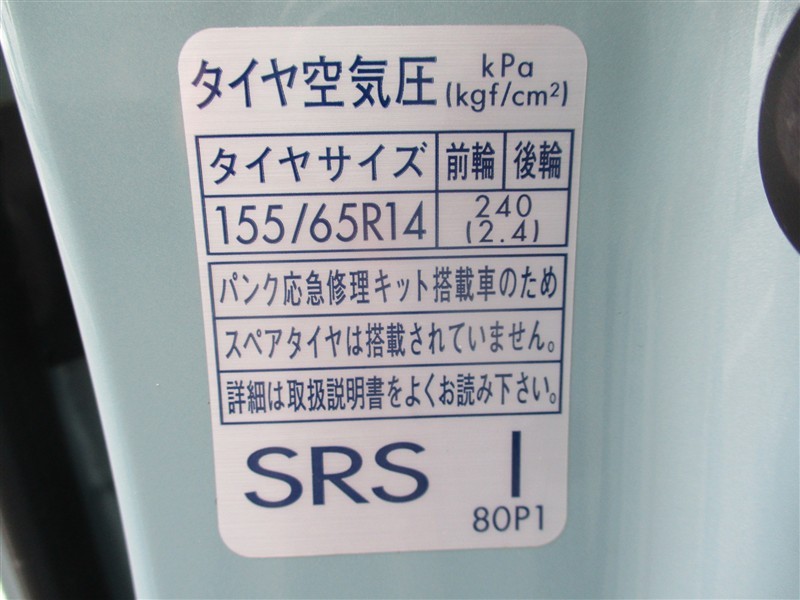 タイヤ空気圧 kPa (kgf/cm²)
タイヤサイズ 前輪 後輪
155/65R14 240 (2.4)
パンク応急修理キット搭載車のため
スペアタイヤは搭載されていません。
詳細は取扱説明書をよくお読み下さい。
SRS I
80P1